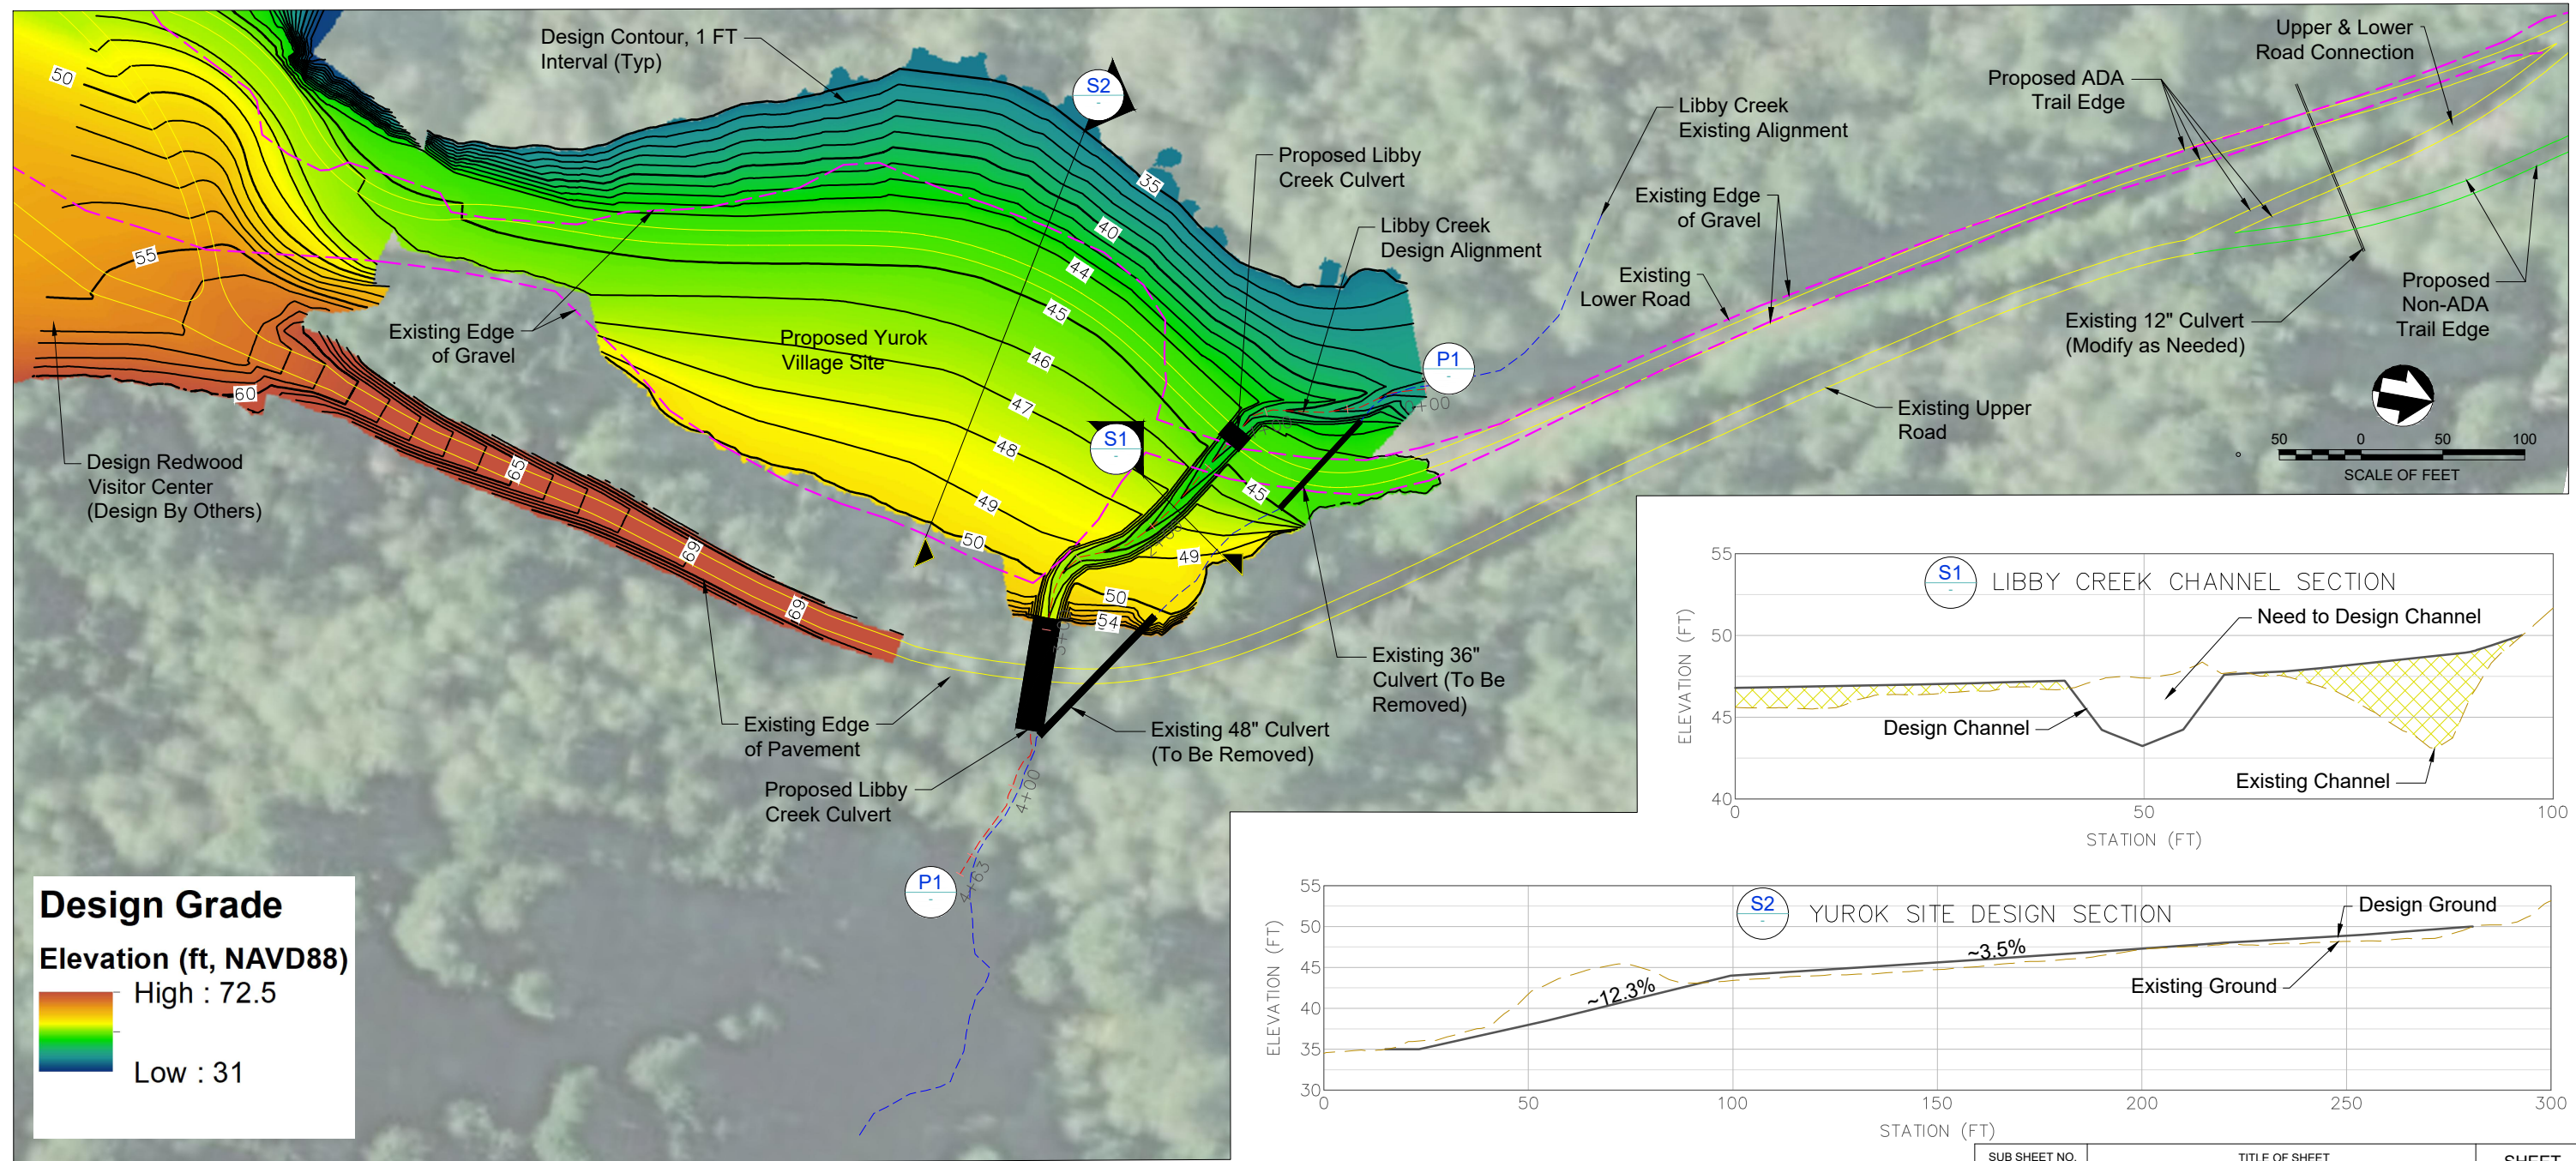 Design Contour, 1 FT
Interval (Typ)
S2
-
Upper & Lower
Road Connection
Proposed ADA
Trail Edge
Libby Creek
Existing Alignment
Proposed Libby
Creek Culvert
Existing Edge
of Gravel
Libby Creek
Design Alignment
Existing
Lower Road
Proposed
Non-ADA
Trail Edge
Existing 12" Culvert
(Modify as Needed)
Existing Edge
of Gravel
Proposed Yurok
Village Site
P1
-
Existing Upper
Road
50 0 50 100
SCALE OF FEET
Design Redwood
Visitor Center
(Design By Others)
S1
-
50
55
60
65
69
69
35
40
44
45
46
47
48
49
50
45
49
50
54
0+00
3+00
4+00
4+63
Existing 36"
Culvert (To Be
Removed)
Existing Edge
of Pavement
Existing 48" Culvert
(To Be Removed)
Proposed Libby
Creek Culvert
P1
-
Design Grade
Elevation (ft, NAVD88)
High : 72.5
Low : 31
S1
-
LIBBY CREEK CHANNEL SECTION
Need to Design Channel
Design Channel
Existing Channel
ELEVATION (FT)
55
50
45
40
0 50 100
STATION (FT)
S2
-
YUROK SITE DESIGN SECTION
Design Ground
~3.5%
~12.3%
Existing Ground
ELEVATION (FT)
55
50
45
40
35
30
0 50 100 150 200 250 300
STATION (FT)
SUB SHEET NO.
TITLE OF SHEET
SHEET